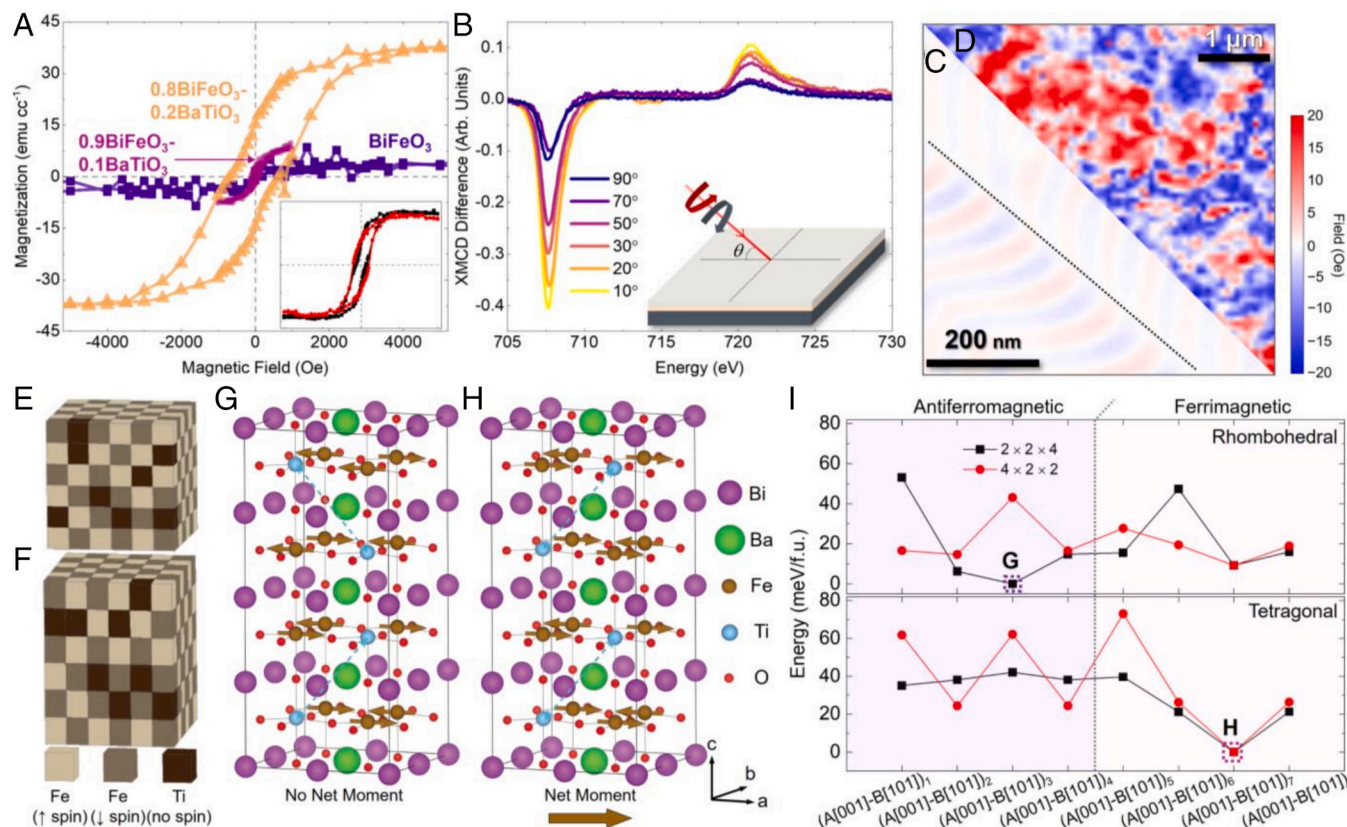 A
45
30
15
0
-15
-30
-45
Magnetization (emu cc⁻¹)
0.8BiFeO₃-
0.2BaTiO₃
0.9BiFeO₃-
0.1BaTiO₃
BiFeO₃
-4000
-2000
0
2000
4000
Magnetic Field (Oe)
B
0.1
0.0
-0.1
-0.2
-0.3
-0.4
XMCD Difference (Arb. Units)
90°
70°
50°
30°
20°
10°
θ
705
710
715
720
725
730
Energy (eV)
C
D
1 μm
200 nm
20
15
10
5
0
-5
-10
-15
-20
Field (Oe)
E
F
Fe
(↑ spin)
Fe
(↓ spin)
Ti
(no spin)
G
No Net Moment
H
Net Moment
Bi
Ba
Fe
Ti
O
c
b
a
I
Antiferromagnetic
Ferrimagnetic
Rhombohedral
2 × 2 × 4
4 × 2 × 2
G
80
60
40
20
0
Energy (meV/f.u.)
Tetragonal
H
80
60
40
20
0
(A[001]-B[101])₁
(A[001]-B[101])₂
(A[001]-B[101])₃
(A[001]-B[101])₄
(A[001]-B[101])₅
(A[001]-B[101])₆
(A[001]-B[101])₇
(A[001]-B[101])